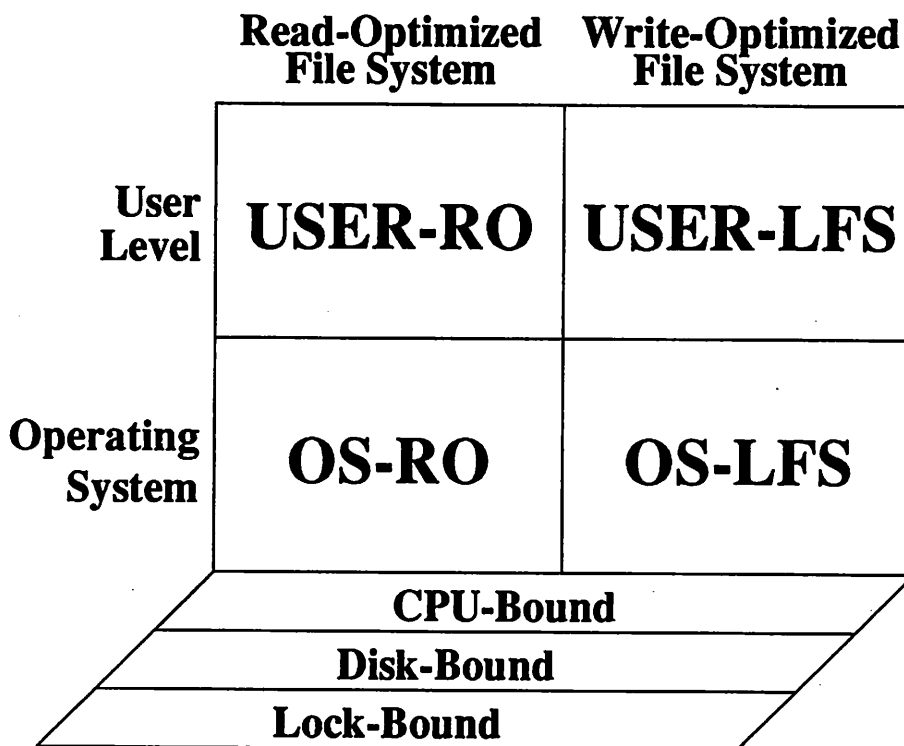 Read-Optimized
File System
Write-Optimized
File System
User
Level
USER-RO
USER-LFS
Operating
System
OS-RO
OS-LFS
CPU-Bound
Disk-Bound
Lock-Bound